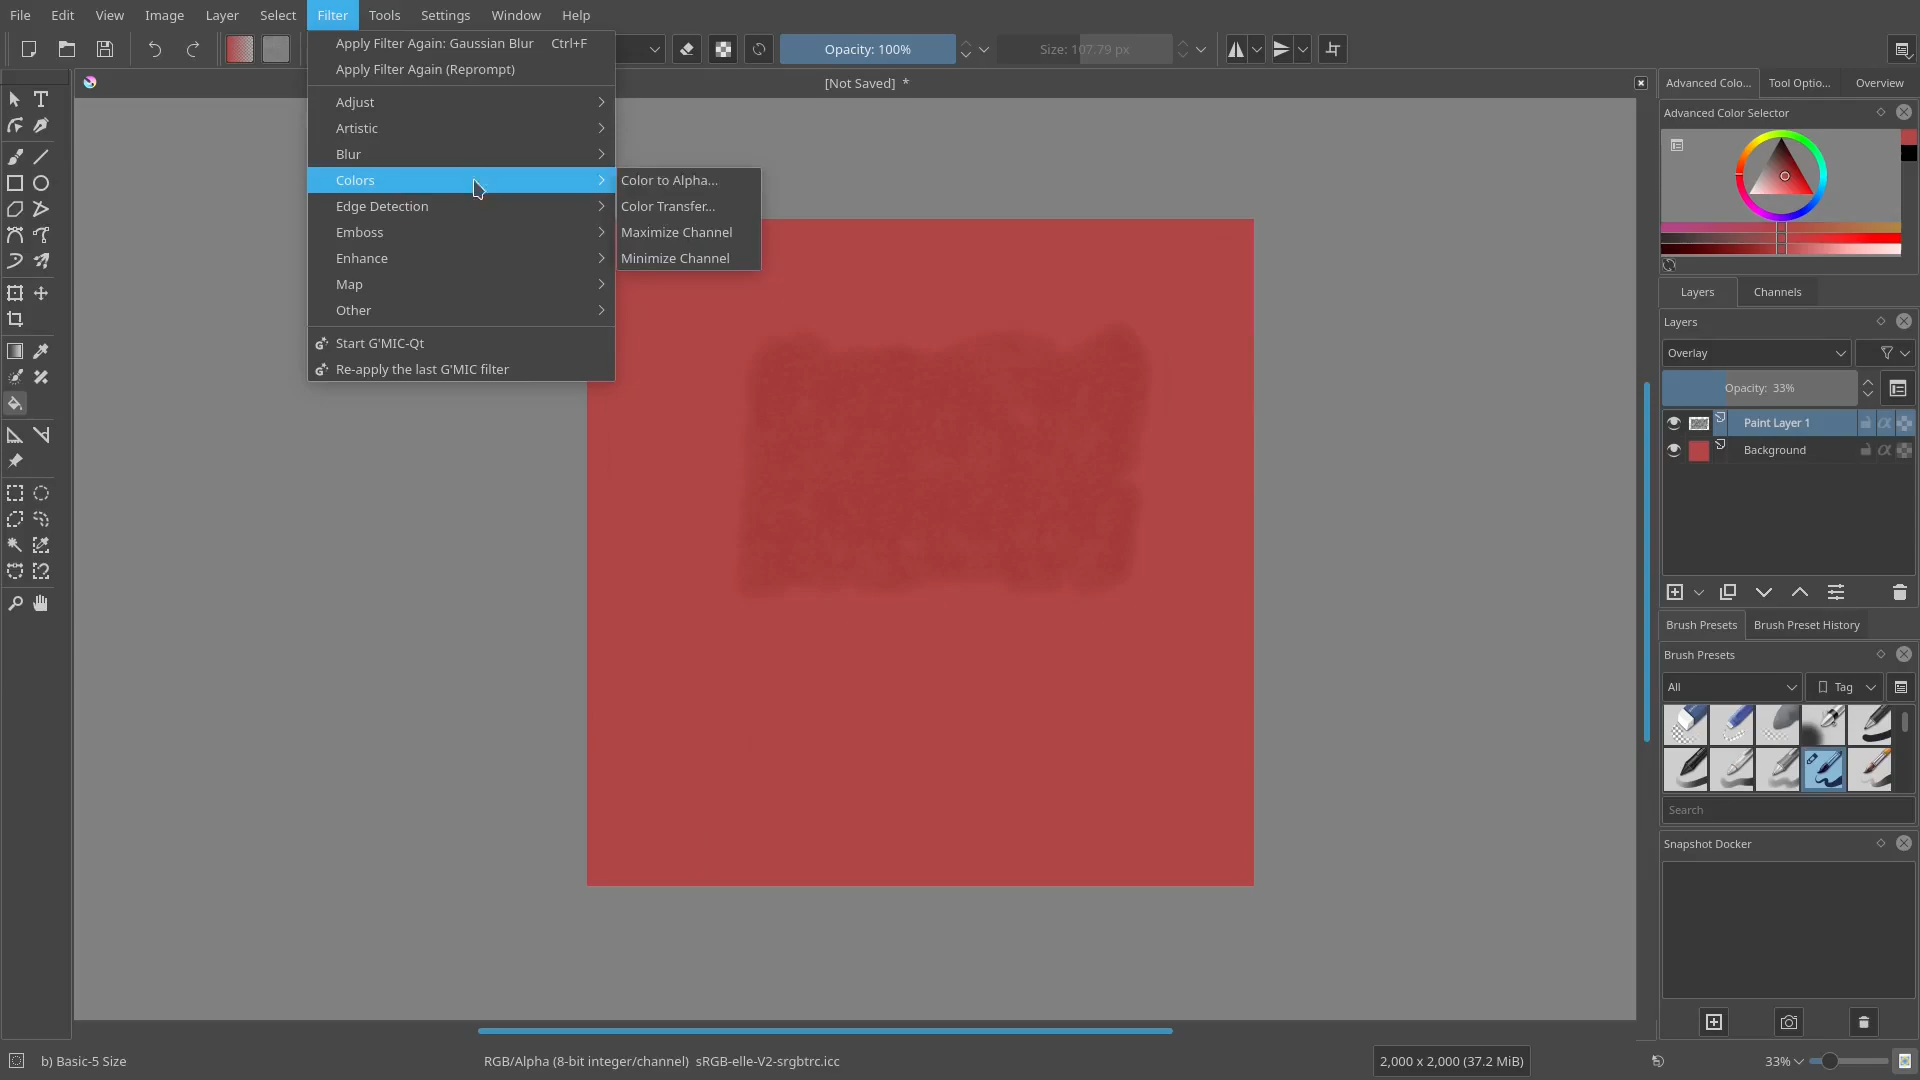 File Edit View Image Layer Select Filter Tools Settings Window Help
Apply Filter Again: Gaussian Blur Ctrl+F
Apply Filter Again (Reprompt)
Adjust
Artistic
Blur
Colors
Edge Detection
Emboss
Enhance
Map
Other
Start G'MIC-Qt
Re-apply the last G'MIC filter
Color to Alpha...
Color Transfer...
Maximize Channel
Minimize Channel
Opacity: 100%
Size: 107.79 px
[Not Saved] *
Advanced Colo... Tool Optio... Overview
Advanced Color Selector
Layers Channels
Layers
Overlay
Opacity: 33%
Paint Layer 1
Background
Brush Presets Brush Preset History
Brush Presets
All Tag
Search
Snapshot Docker
b) Basic-5 Size
RGB/Alpha (8-bit integer/channel) sRGB-elle-V2-srgbtrc.icc
2,000 x 2,000 (37.2 MiB)
33%